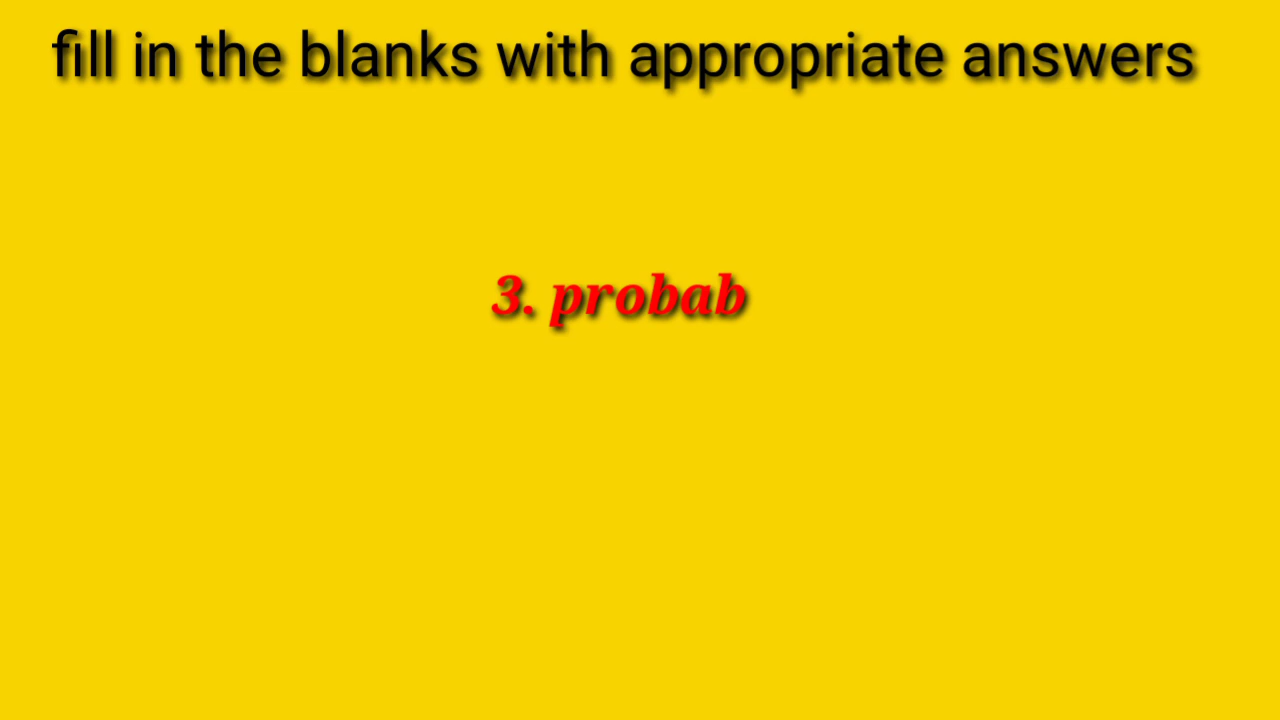 fill in the blanks with appropriate answers
3. probab